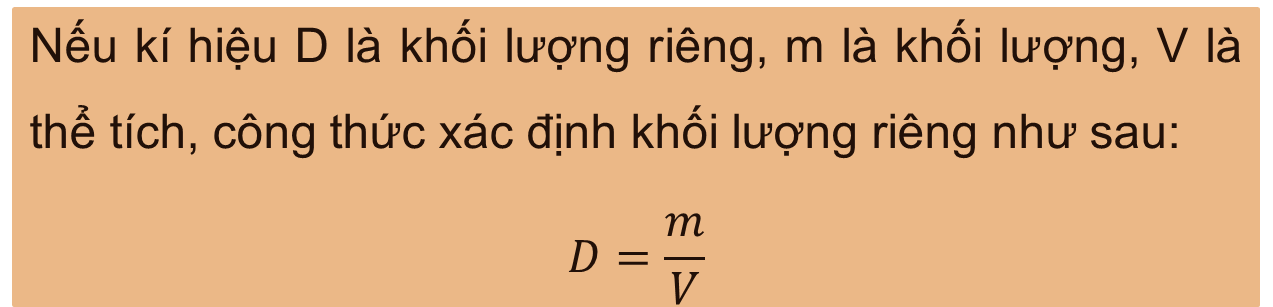 Nếu kí hiệu D là khối lượng riêng, m là khối lượng, V là
thể tích, công thức xác định khối lượng riêng như sau:
D = m/V